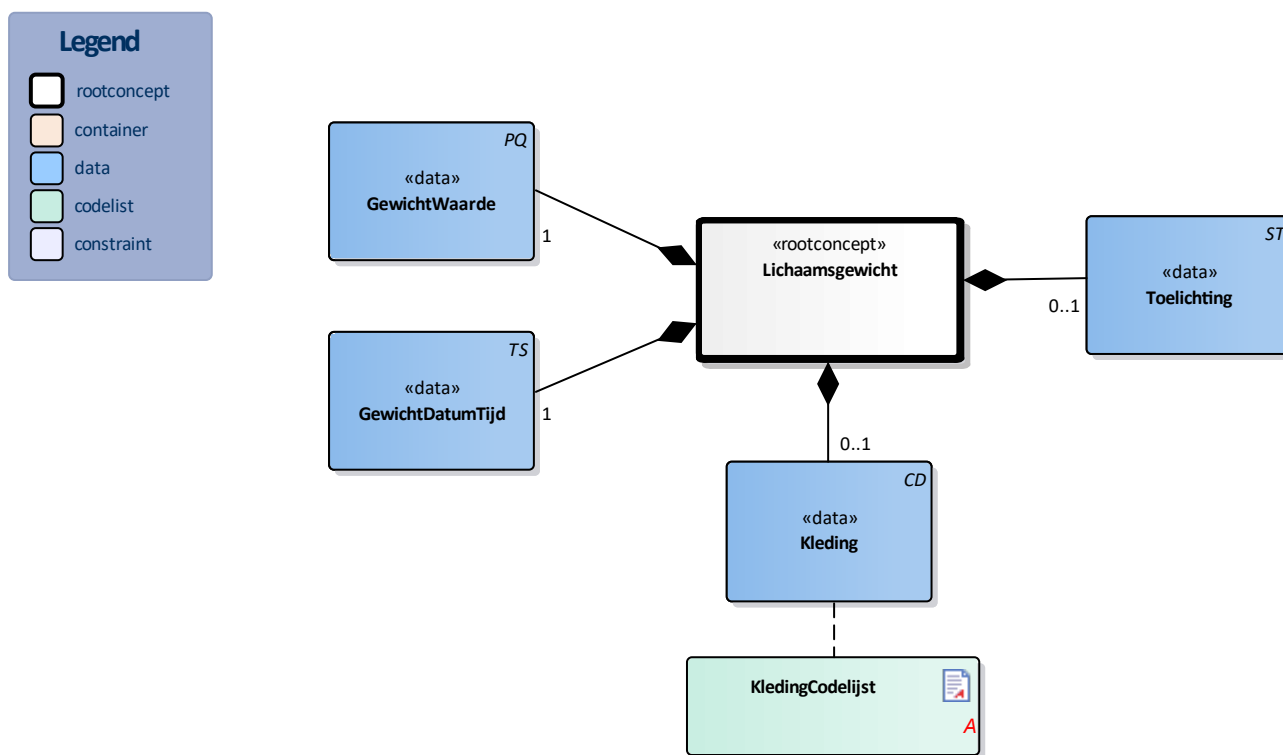 Legend
rootconcept
container
data
codelist
constraint
PQ
«data»
GewichtWaarde
1
«rootconcept»
Lichaamsgewicht
ST
«data»
Toelichting
0..1
TS
«data»
GewichtDatumTijd
1
0..1
CD
«data»
Kleding
KledingCodelijst
A